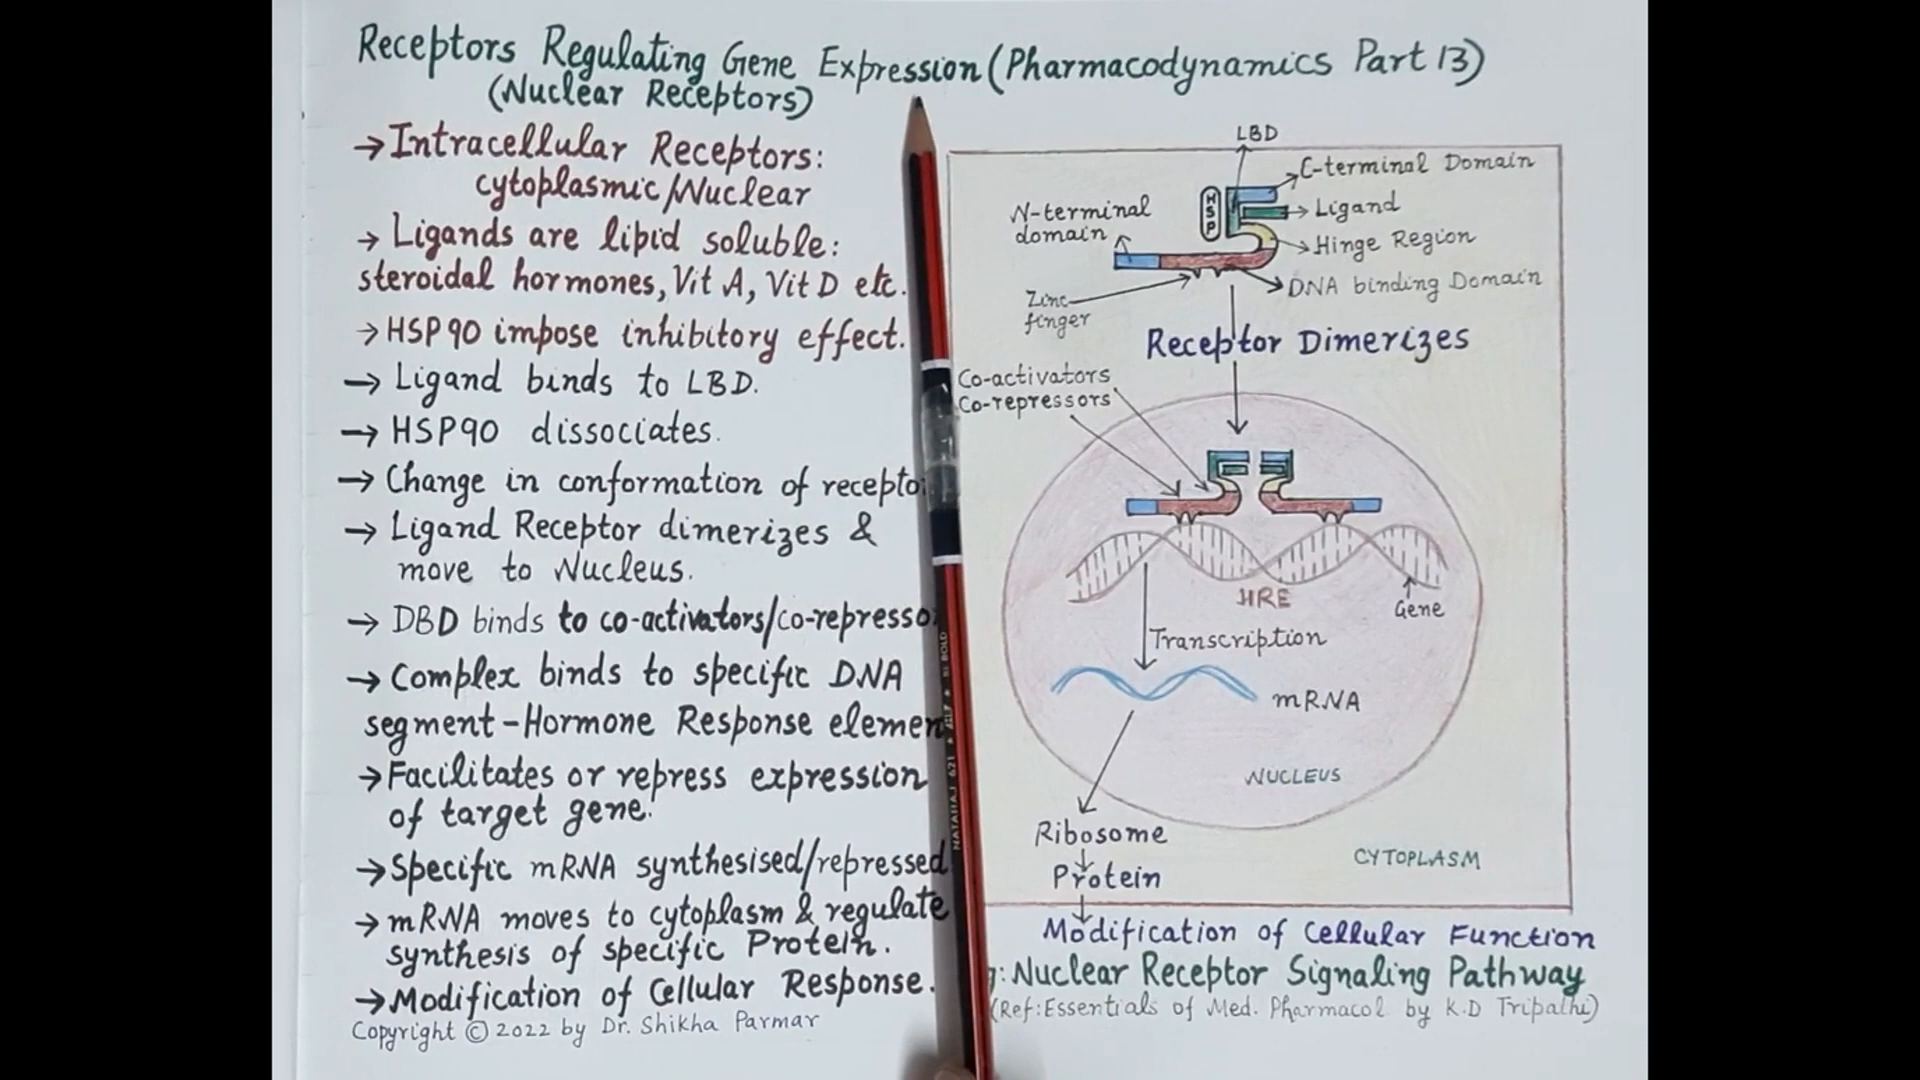 Receptors Regulating Gene Expression (Pharmacodynamics Part 13)
(Nuclear Receptors)
→ Intracellular Receptors:
cytoplasmic/Nuclear
→ Ligands are lipid soluble:
steroidal hormones, Vit A, Vit D etc.
→ HSP90 impose inhibitory effect.
→ Ligand binds to LBD.
→ HSP90 dissociates.
→ Change in conformation of recepto
→ Ligand Receptor dimerizes &
move to Nucleus.
→ DBD binds to co-activators/co-represso
→ Complex binds to specific DNA
segment-Hormone Response elemen
→ Facilitates or repress expression
of target gene.
→ Specific mRNA synthesised/repressed
→ mRNA moves to cytoplasm & regulate
synthesis of specific Protein.
→ Modification of Cellular Response.
Copyright © 2022 by Dr. Shikha Parmar
LBD
C-terminal Domain
HSP
Ligand
N-terminal
domain
Hinge Region
DNA binding Domain
Zinc
finger
Receptor Dimerizes
Co-activators
Co-repressors
HRE
Gene
Transcription
mRNA
NUCLEUS
Ribosome
CYTOPLASM
Protein
Modification of Cellular Function
: Nuclear Receptor Signaling Pathway
(Ref: Essentials of Med. Pharmacol. by K.D Tripathi)
NATARAJ 621 BOLD